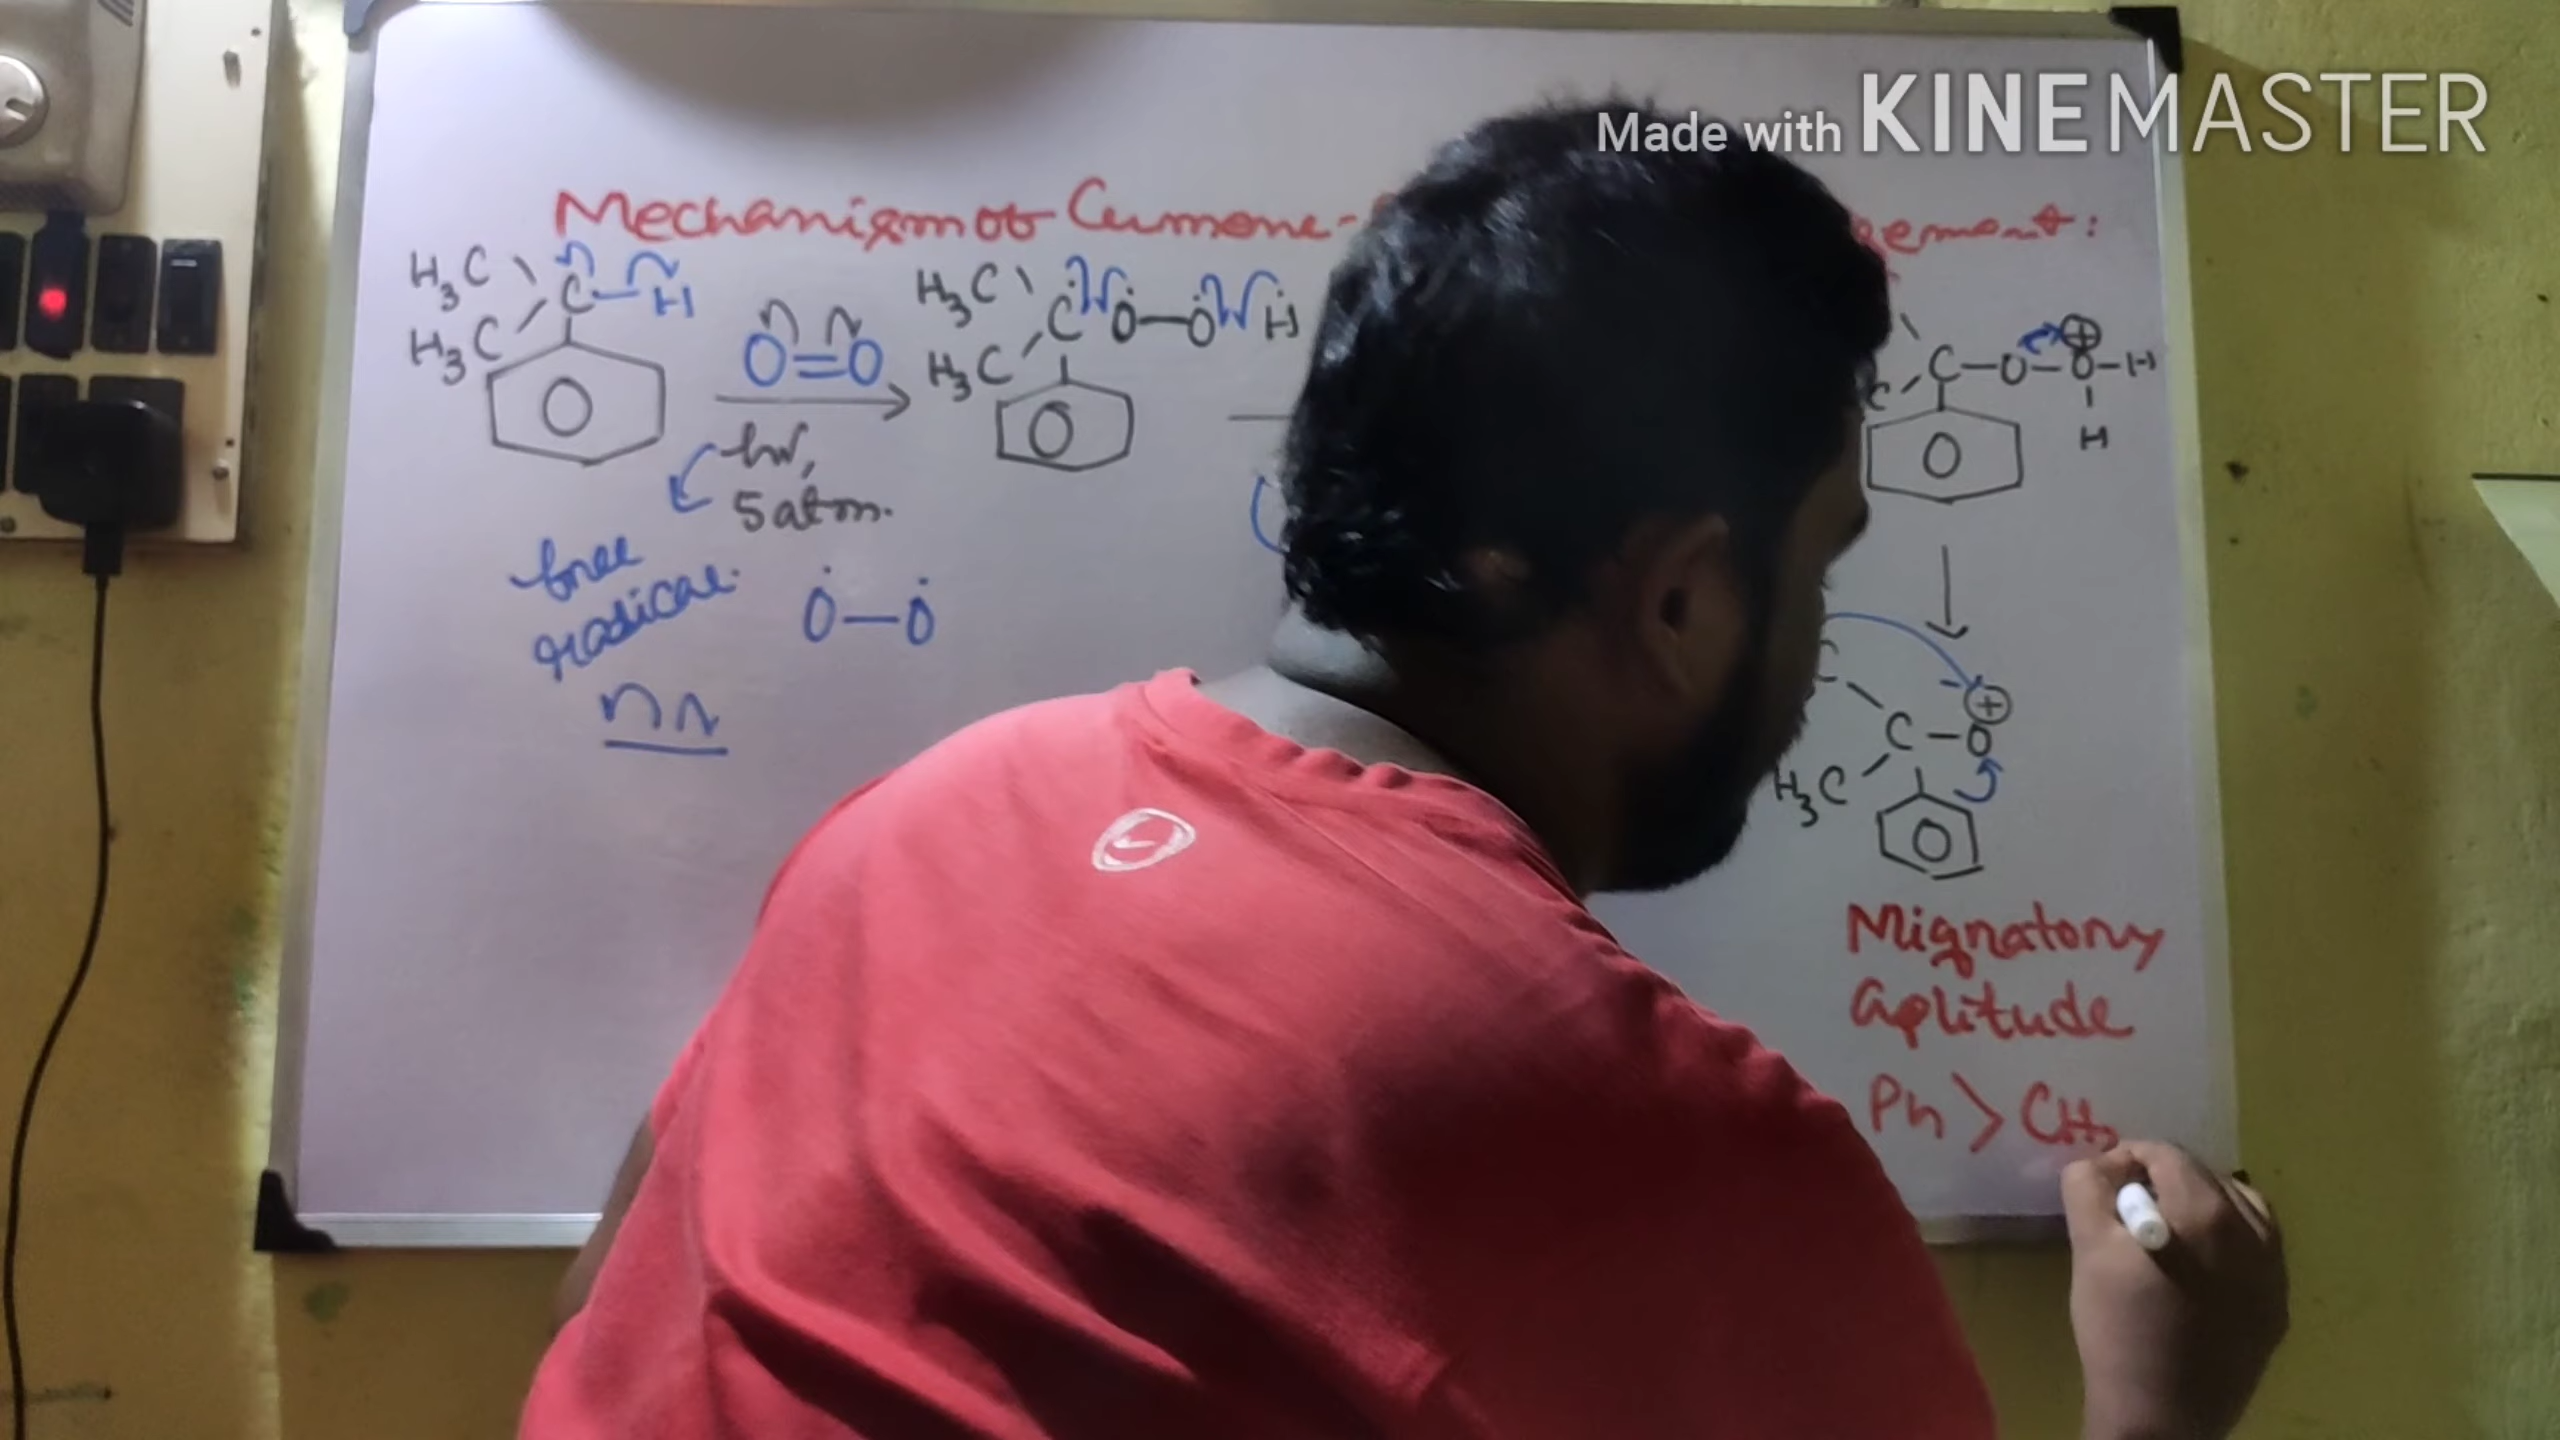 Made with KINEMASTER
Mechanism of Cumene-
gement:
H3C
C-H
H3C
O=O
hν,
5 atm.
free
radical.
O-O
H3C
C O-O H
H3C
C-O-O-H
H
C
C-O
H3C
Migratory
aptitude
Ph > CH3